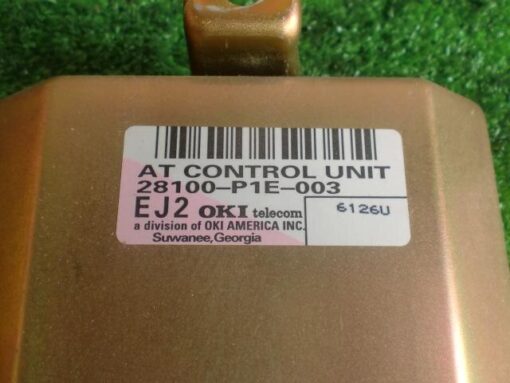 AT CONTROL UNIT
28100-P1E-003
EJ2 OKI telecom
a division of OKI AMERICA INC.
Suwanee, Georgia
6126U